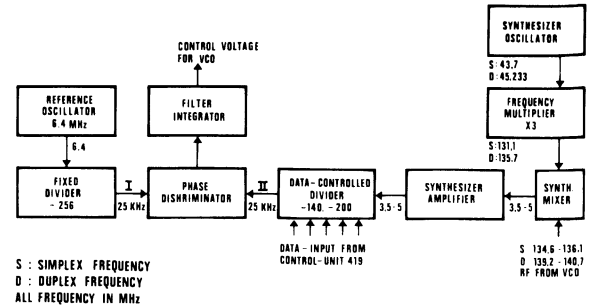 SYNTHESIZER
OSCILLATOR
CONTROL VOLTAGE
FOR VCO
S: 43,7
D: 45,233
REFERENCE
OSCILLATOR
6.4 MHz
FILTER
INTEGRATOR
FREQUENCY
MULTIPLIER
X3
6.4
S:131,1
D:135.7
FIXED
DIVIDER
- 256
I
25 KHz
PHASE
DISHRIMINATOR
II
25 KHz
DATA-CONTROLLED
DIVIDER
-140, - 200
3,5-5
SYNTHESIZER
AMPLIFIER
3,5-5
SYNTH
MIXER
DATA - INPUT FROM
CONTROL-UNIT 419
S 134,6 -136,1
D 139,2 -140,7
RF FROM VCO
S : SIMPLEX FREQUENCY
D : DUPLEX FREQUENCY
ALL FREQUENCY IN MHz